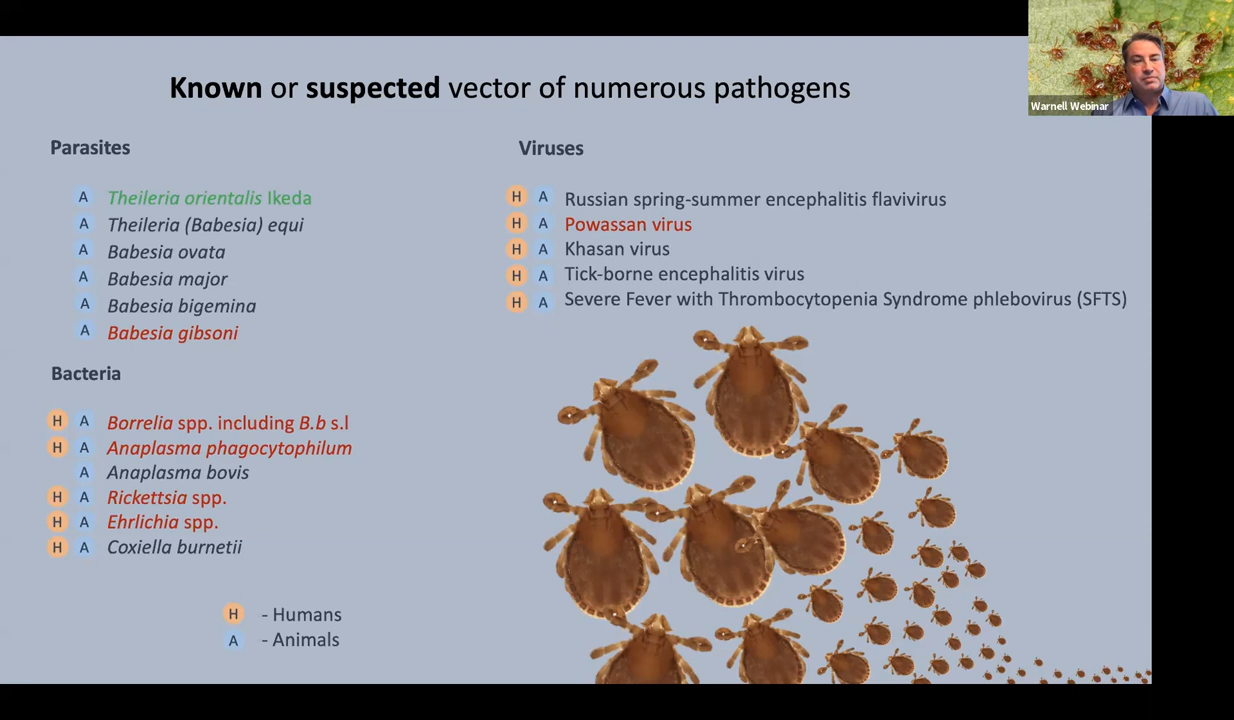 Known or suspected vector of numerous pathogens
Warnell Webinar
Parasites
A Theileria orientalis Ikeda
A Theileria (Babesia) equi
A Babesia ovata
A Babesia major
A Babesia bigemina
A Babesia gibsoni
Bacteria
H A Borrelia spp. including B.b s.l
H A Anaplasma phagocytophilum
A Anaplasma bovis
H A Rickettsia spp.
H A Ehrlichia spp.
H A Coxiella burnetii
H - Humans
A - Animals
Viruses
H A Russian spring-summer encephalitis flavivirus
H A Powassan virus
H A Khasan virus
H A Tick-borne encephalitis virus
H A Severe Fever with Thrombocytopenia Syndrome phlebovirus (SFTS)